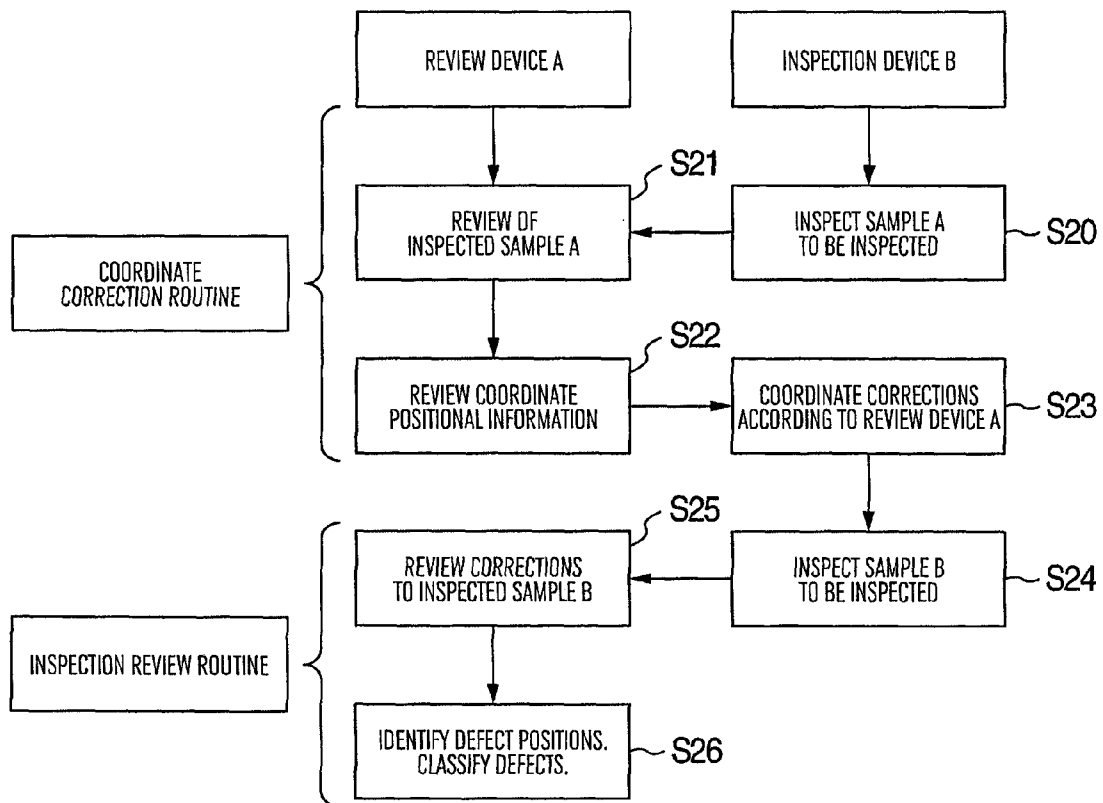 REVIEW DEVICE A
INSPECTION DEVICE B
S21
REVIEW OF
INSPECTED SAMPLE A
INSPECT SAMPLE A
TO BE INSPECTED
S20
COORDINATE
CORRECTION ROUTINE
S22
REVIEW COORDINATE
POSITIONAL INFORMATION
COORDINATE CORRECTIONS
ACCORDING TO REVIEW DEVICE A
S23
S25
REVIEW CORRECTIONS
TO INSPECTED SAMPLE B
INSPECT SAMPLE B
TO BE INSPECTED
S24
INSPECTION REVIEW ROUTINE
IDENTIFY DEFECT POSITIONS.
CLASSIFY DEFECTS.
S26